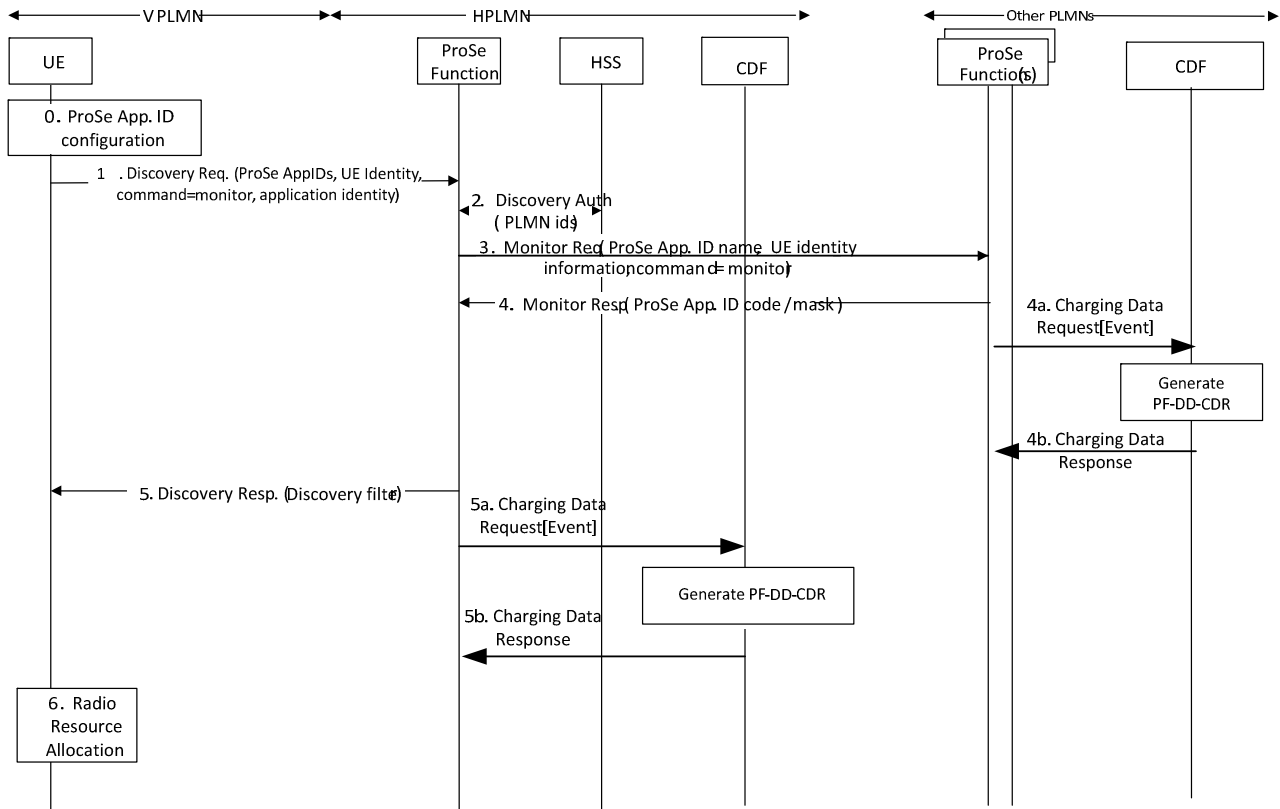 V PLMN
HPLMN
Other PLMNs
UE
ProSe
Function
HSS
CDF
ProSe
Function(s)
CDF
0. ProSe App. ID
configuration
1 . Discovery Req. (ProSe AppIDs, UE Identity,
command=monitor, application identity)
2. Discovery Auth
( PLMN ids)
3. Monitor Req( ProSe App. ID name, UE identity
information, command = monitor)
4. Monitor Resp( ProSe App. ID code / mask )
4a. Charging Data
Request[Event]
Generate
PF-DD-CDR
4b. Charging Data
Response
5. Discovery Resp. (Discovery filter)
5a. Charging Data
Request[Event]
Generate PF-DD-CDR
5b. Charging Data
Response
6. Radio
Resource
Allocation